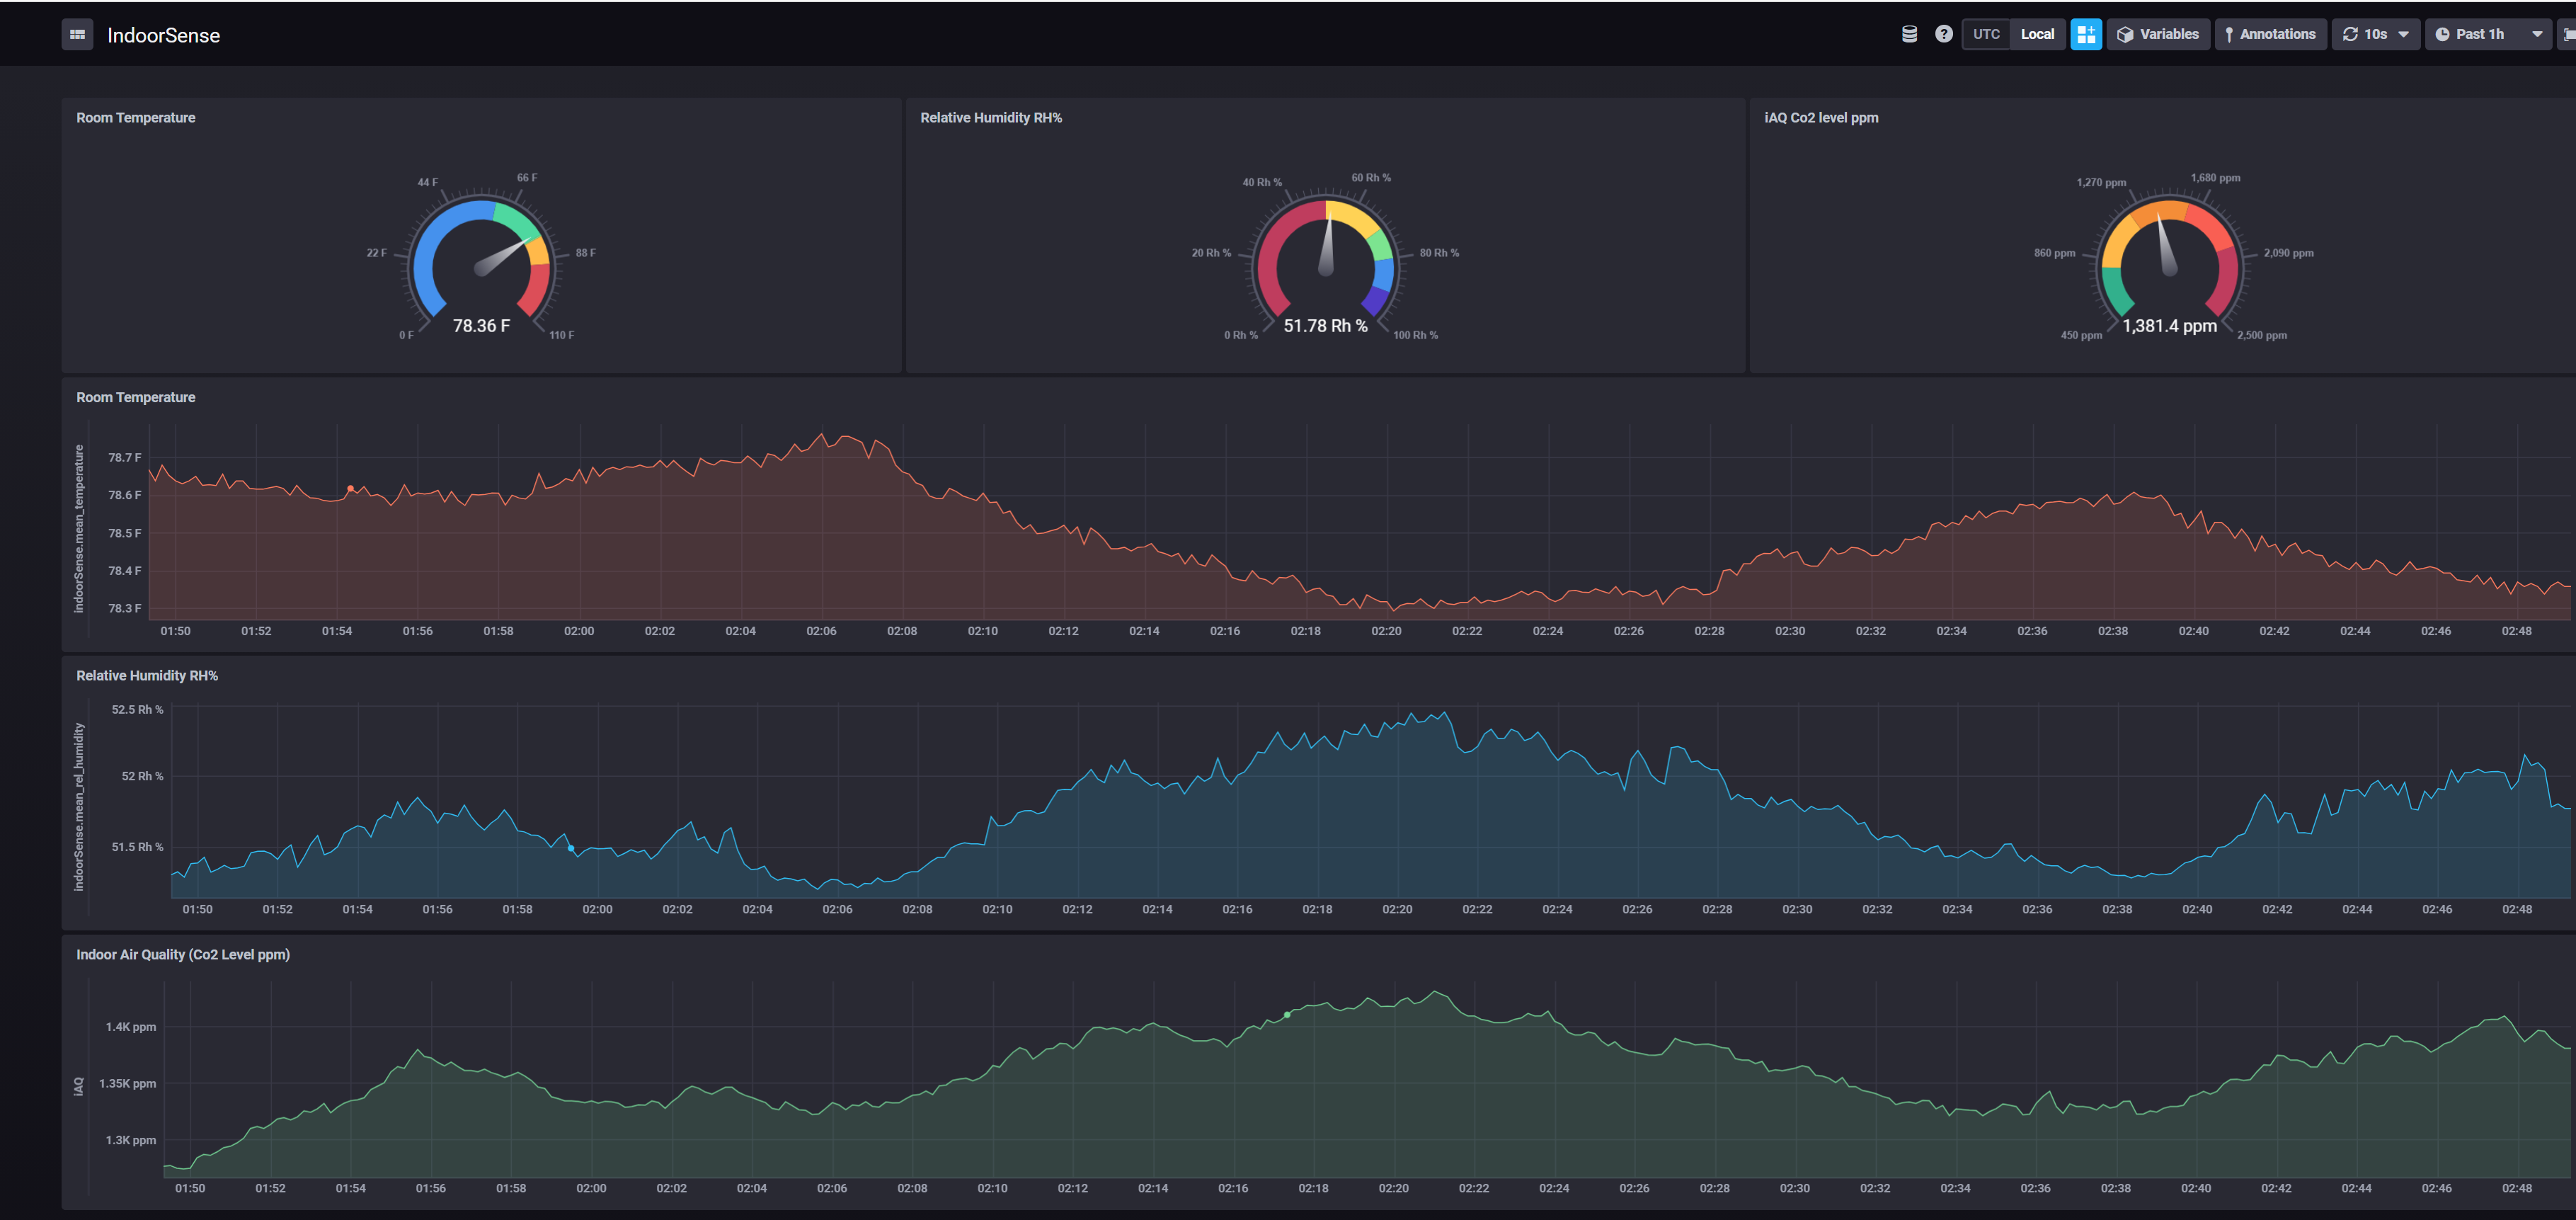 IndoorSense
UTC Local Variables Annotations 10s Past 1h
Room Temperature
0 F 22 F 44 F 66 F 88 F 110 F
78.36 F
Relative Humidity RH%
0 Rh % 20 Rh % 40 Rh % 60 Rh % 80 Rh % 100 Rh %
51.78 Rh %
iAQ Co2 level ppm
450 ppm 860 ppm 1,270 ppm 1,680 ppm 2,090 ppm 2,500 ppm
1,381.4 ppm
Room Temperature
indoorSense.mean_temperature
78.7 F
78.6 F
78.5 F
78.4 F
78.3 F
01:50 01:52 01:54 01:56 01:58 02:00 02:02 02:04 02:06 02:08 02:10 02:12 02:14 02:16 02:18 02:20 02:22 02:24 02:26 02:28 02:30 02:32 02:34 02:36 02:38 02:40 02:42 02:44 02:46 02:48
Relative Humidity RH%
indoorSense.mean_rel_humidity
52.5 Rh %
52 Rh %
51.5 Rh %
01:50 01:52 01:54 01:56 01:58 02:00 02:02 02:04 02:06 02:08 02:10 02:12 02:14 02:16 02:18 02:20 02:22 02:24 02:26 02:28 02:30 02:32 02:34 02:36 02:38 02:40 02:42 02:44 02:46 02:48
Indoor Air Quality (Co2 Level ppm)
iAQ
1.4K ppm
1.35K ppm
1.3K ppm
01:50 01:52 01:54 01:56 01:58 02:00 02:02 02:04 02:06 02:08 02:10 02:12 02:14 02:16 02:18 02:20 02:22 02:24 02:26 02:28 02:30 02:32 02:34 02:36 02:38 02:40 02:42 02:44 02:46 02:48